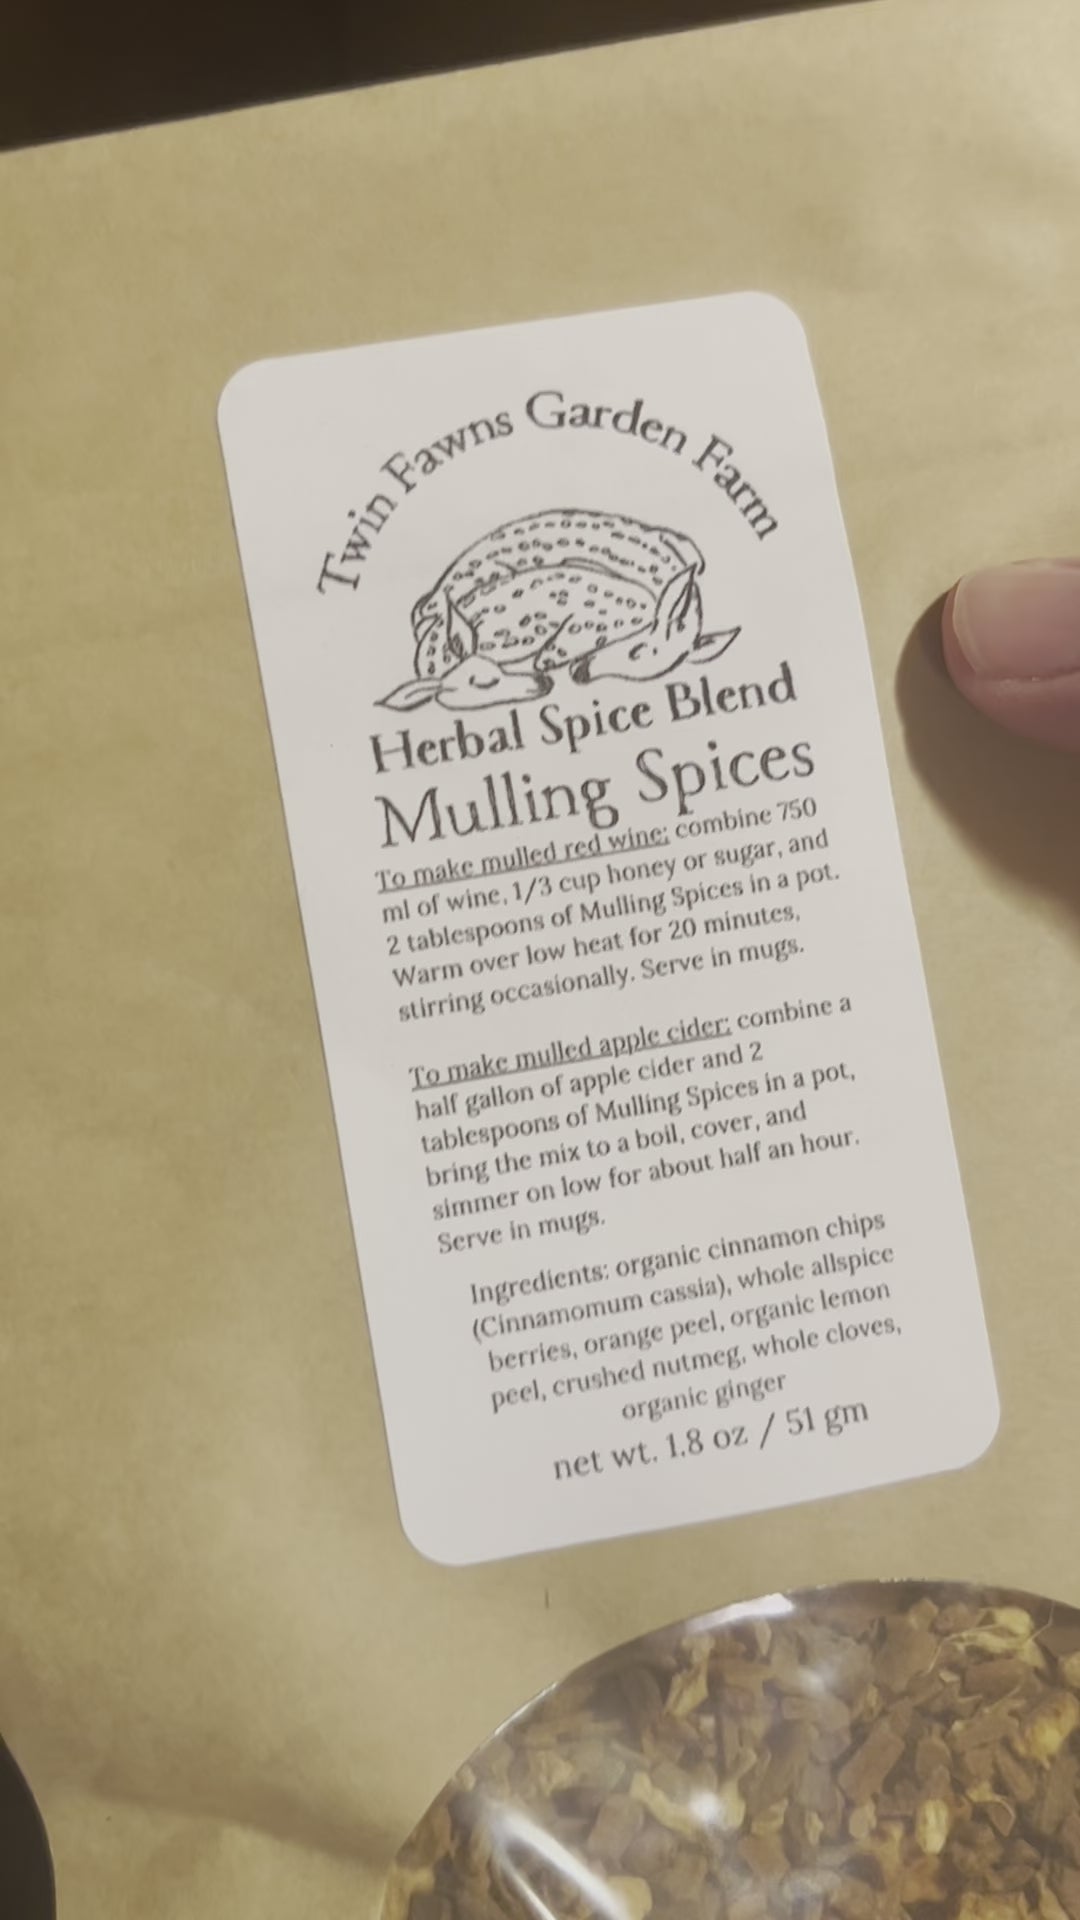 Twin Fawns Garden Farm
Herbal Spice Blend
Mulling Spices
To make mulled red wine; combine 750
ml of wine, 1/3 cup honey or sugar, and
2 tablespoons of Mulling Spices in a pot.
Warm over low heat for 20 minutes,
stirring occasionally. Serve in mugs.
To make mulled apple cider; combine a
half gallon of apple cider and 2
tablespoons of Mulling Spices in a pot,
bring the mix to a boil, cover, and
simmer on low for about half an hour.
Serve in mugs.
Ingredients: organic cinnamon chips
(Cinnamomum cassia), whole allspice
berries, orange peel, organic lemon
peel, crushed nutmeg, whole cloves,
organic ginger
net wt. 1.8 oz / 51 gm